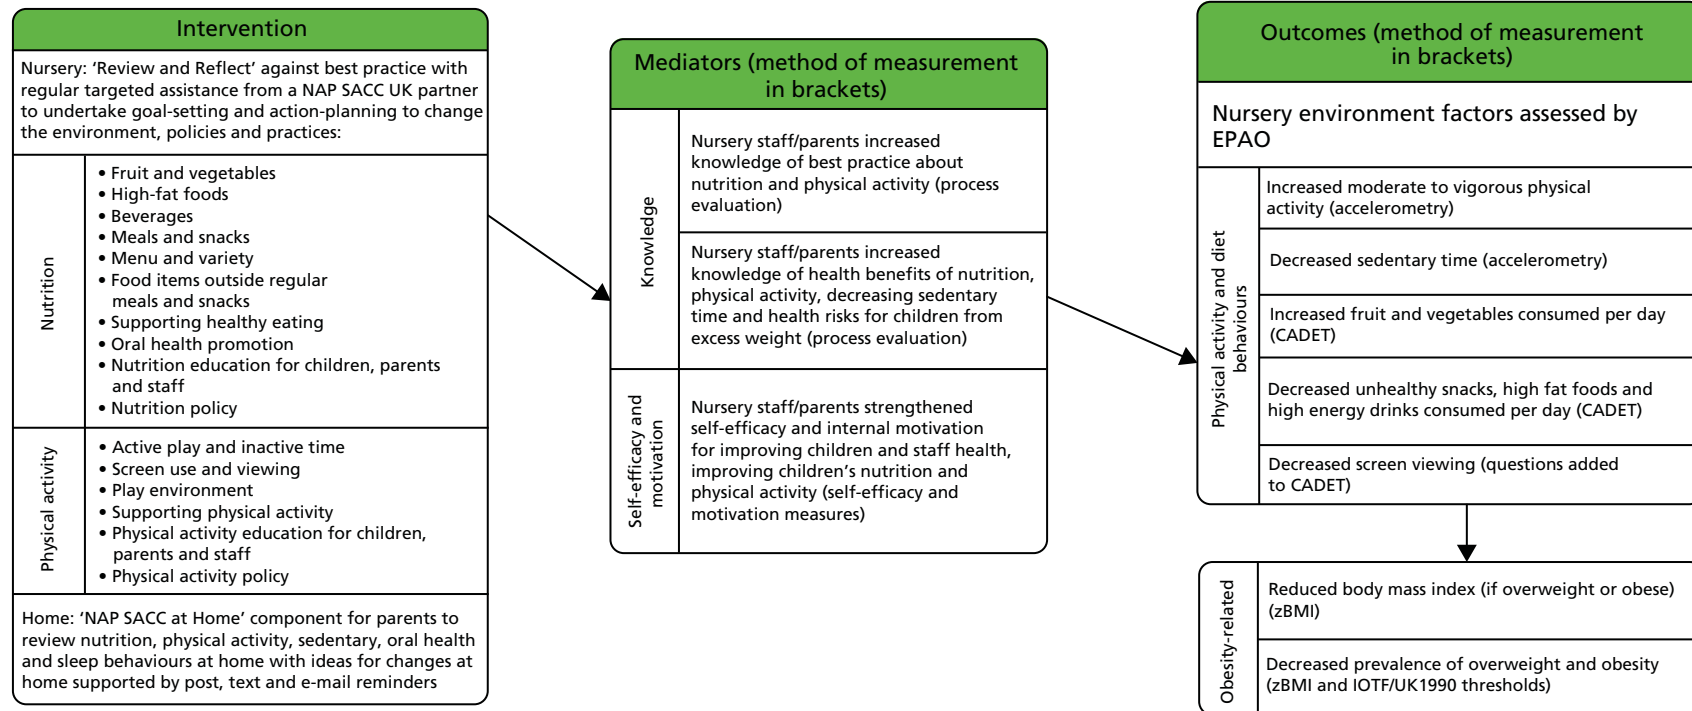 Intervention
Nursery: ‘Review and Reflect’ against best practice with
regular targeted assistance from a NAP SACC UK partner
to undertake goal-setting and action-planning to change
the environment, policies and practices:
Nutrition
• Fruit and vegetables
• High-fat foods
• Beverages
• Meals and snacks
• Menu and variety
• Food items outside regular
meals and snacks
• Supporting healthy eating
• Oral health promotion
• Nutrition education for children, parents
and staff
• Nutrition policy
Physical activity
• Active play and inactive time
• Screen use and viewing
• Play environment
• Supporting physical activity
• Physical activity education for children,
parents and staff
• Physical activity policy
Home: ‘NAP SACC at Home’ component for parents to
review nutrition, physical activity, sedentary, oral health
and sleep behaviours at home with ideas for changes at
home supported by post, text and e-mail reminders
Mediators (method of measurement
in brackets)
Knowledge
Nursery staff/parents increased
knowledge of best practice about
nutrition and physical activity (process
evaluation)
Nursery staff/parents increased
knowledge of health benefits of nutrition,
physical activity, decreasing sedentary
time and health risks for children from
excess weight (process evaluation)
Self-efficacy and
motivation
Nursery staff/parents strengthened
self-efficacy and internal motivation
for improving children and staff health,
improving children’s nutrition and
physical activity (self-efficacy and
motivation measures)
Outcomes (method of measurement
in brackets)
Nursery environment factors assessed by
EPAO
Physical activity and diet
behaviours
Increased moderate to vigorous physical
activity (accelerometry)
Decreased sedentary time (accelerometry)
Increased fruit and vegetables consumed per day
(CADET)
Decreased unhealthy snacks, high fat foods and
high energy drinks consumed per day (CADET)
Decreased screen viewing (questions added
to CADET)
Obesity-related
Reduced body mass index (if overweight or obese)
(zBMI)
Decreased prevalence of overweight and obesity
(zBMI and IOTF/UK1990 thresholds)